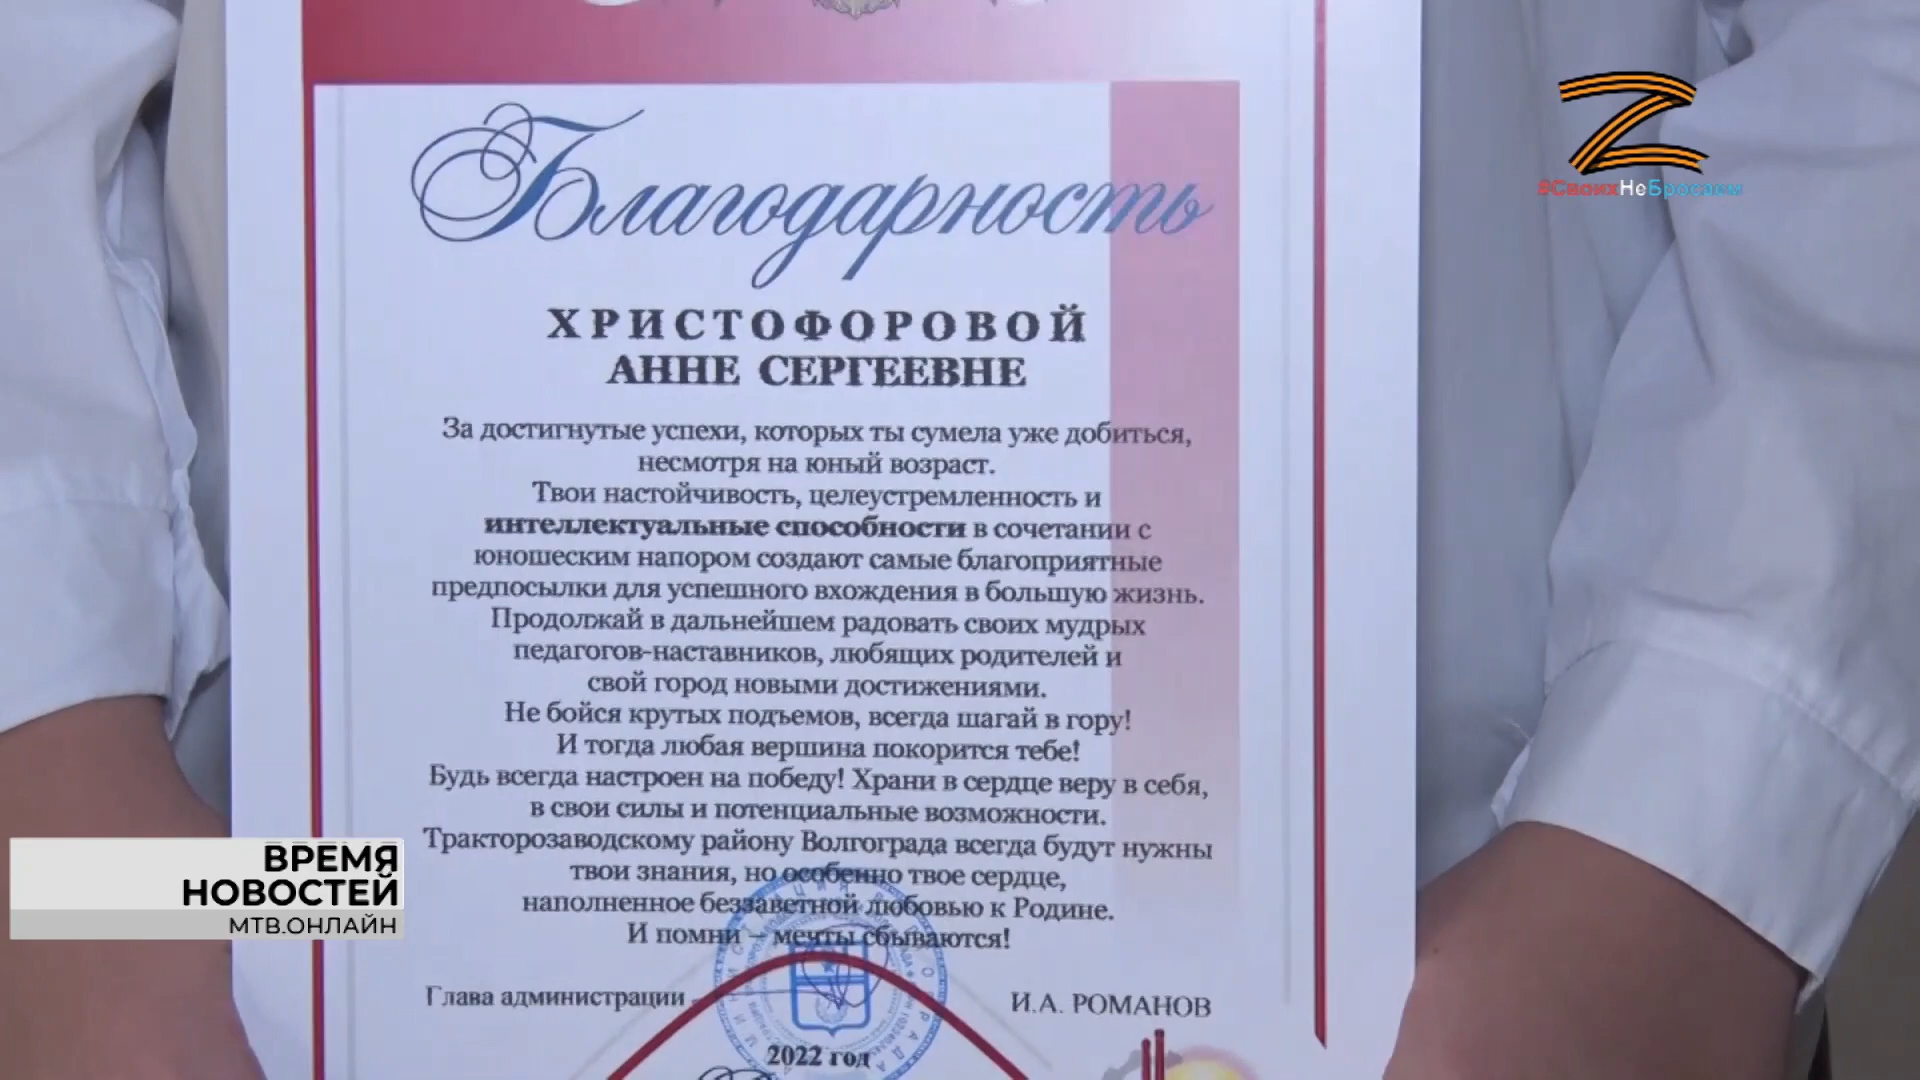 Благодарность
ХРИСТОФОРОВОЙ
АННЕ СЕРГЕЕВНЕ
За достигнутые успехи, которых ты сумела уже добиться,
несмотря на юный возраст.
Твои настойчивость, целеустремленность и
интеллектуальные способности в сочетании с
юношеским напором создают самые благоприятные
предпосылки для успешного вхождения в большую жизнь.
Продолжай в дальнейшем радовать своих мудрых
педагогов-наставников, любящих родителей и
свой город новыми достижениями.
Не бойся крутых подъемов, всегда шагай в гору!
И тогда любая вершина покорится тебе!
Будь всегда настроен на победу! Храни в сердце веру в себя,
в свои силы и потенциальные возможности.
Тракторозаводскому району Волгограда всегда будут нужны
твои знания, но особенно твое сердце,
наполненное беззаветной любовью к Родине.
И помни – мечты сбываются!
Глава администрации И.А. РОМАНОВ
2022 год
Z
#СвоихНеБросаем
ВРЕМЯ
НОВОСТЕЙ
МТВ.ОНЛАЙН